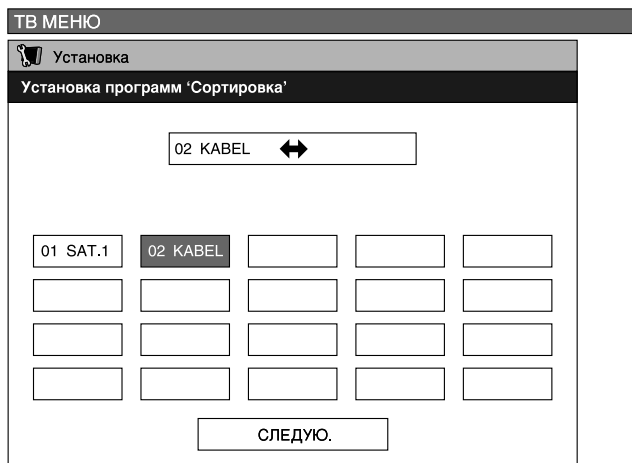 ТВ МЕНЮ
Установка
Установка программ ‘Сортировка’
02 KABEL
01 SAT.1 02 KABEL
СЛЕДУЮ.